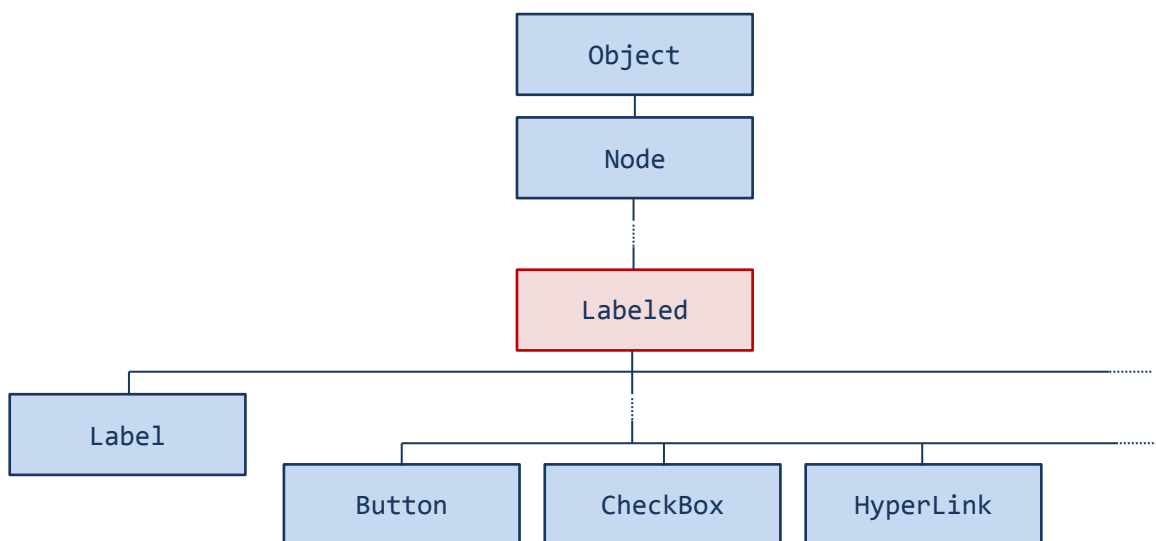 Object
Node
Labeled
Label
Button
CheckBox
HyperLink